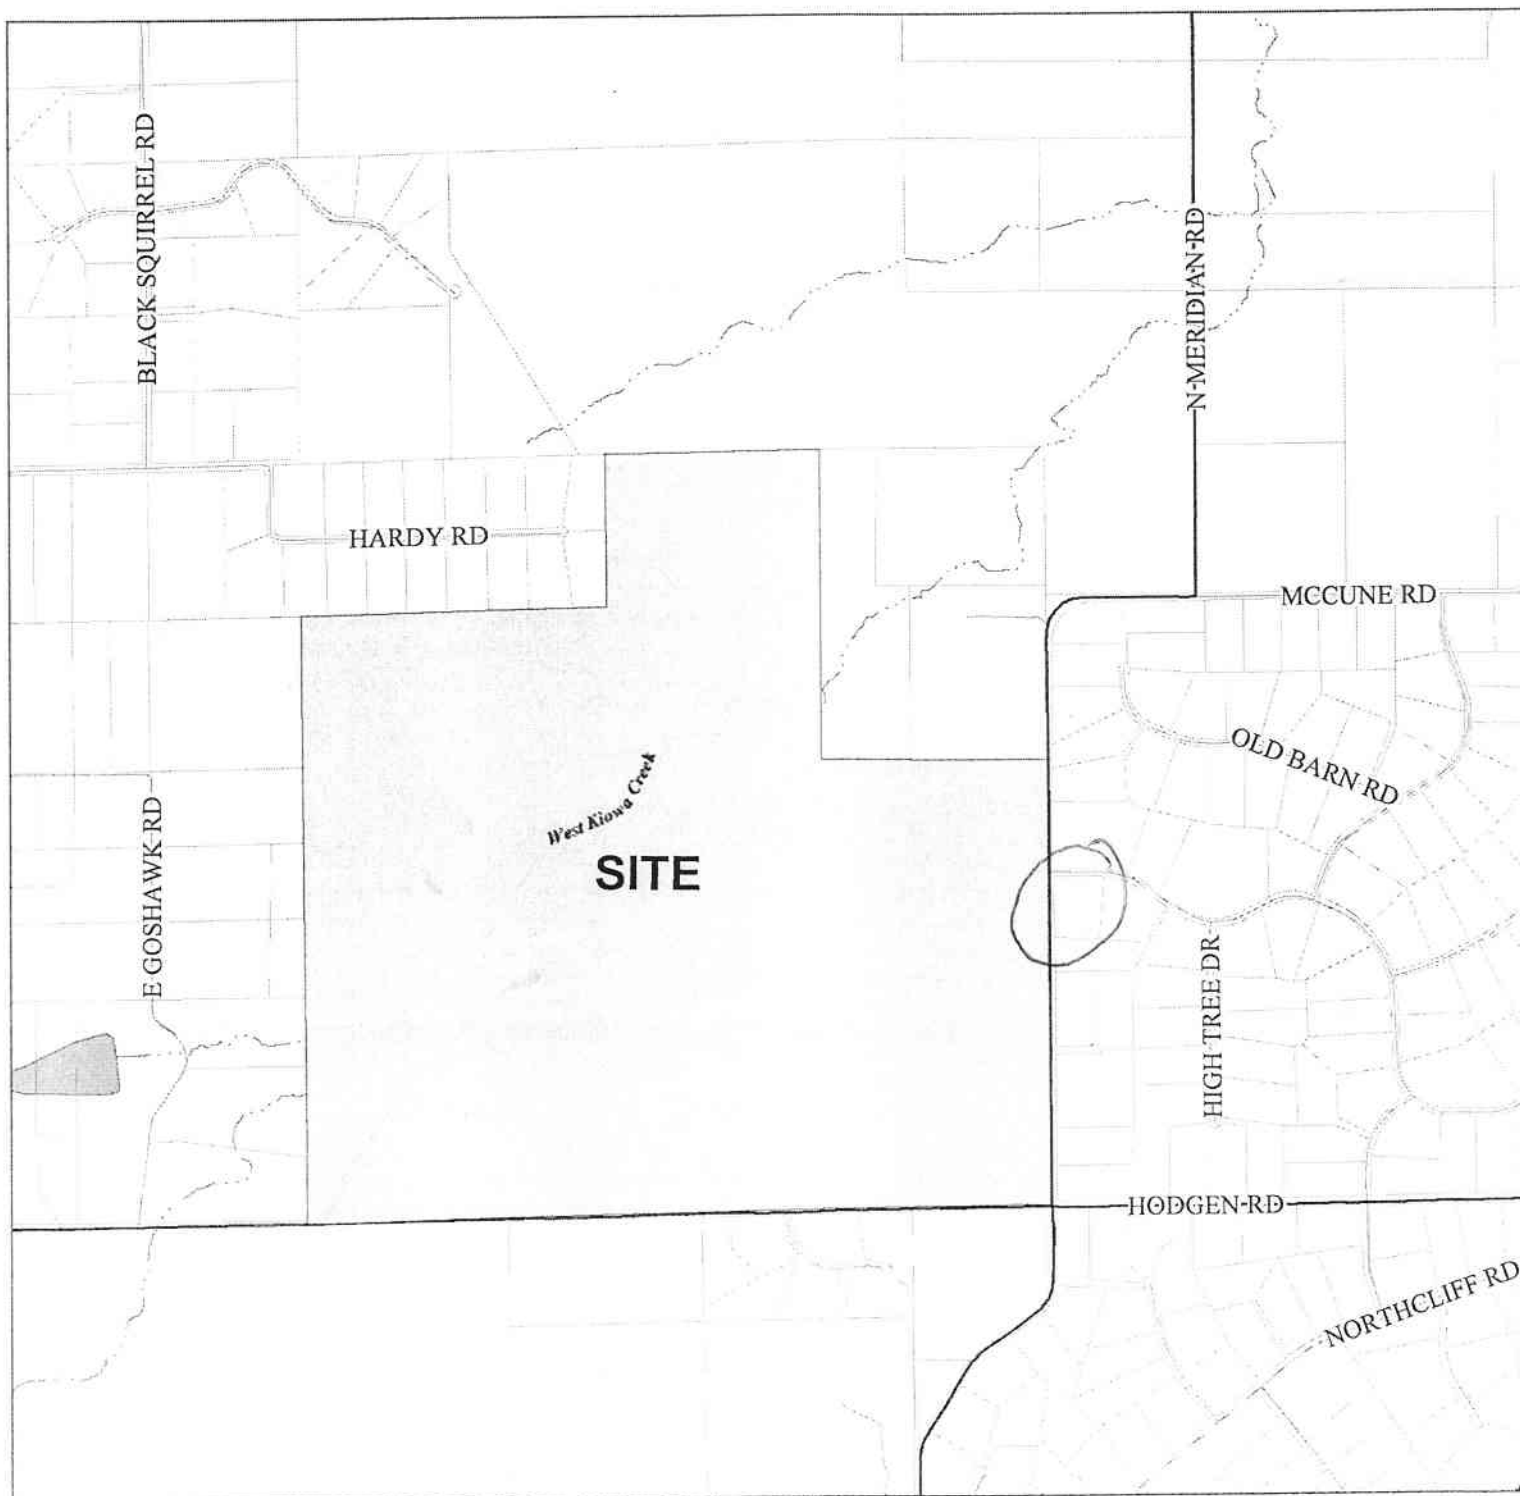 BLACK SQUIRREL RD
N MERIDIAN RD
HARDY RD
MCCUNE RD
OLD BARN RD
West Kiowa Creek
SITE
E GOSHAWK RD
HIGH TREE DR
HODGEN RD
NORTHCLIFF RD